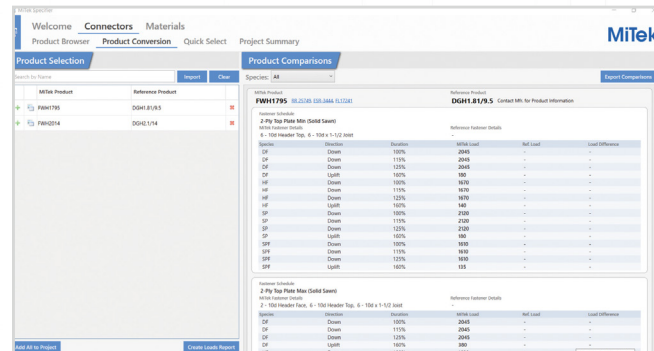 MiTek Specifier
Welcome Connectors Materials
Product Browser Product Conversion Quick Select Project Summary
MiTek
Product Selection
Search by Name Import Clear
MiTek Product Reference Product
FWH1795 DGH1.81/9.5
FWH2014 DGH2.1/14
Add All to Project Create Leads Report
Product Comparisons
Species: All Export Comparisons
MiTek Product Reference Product
FWH1795 RR 25749, ESR-3444, FL17241 DGH1.81/9.5 Contact Mfr. for Product Information
Fastener Schedule
2-Ply Top Plate Min (Solid Sawn)
MiTek Fastener Details Reference Fastener Details
6 - 10d Header Top, 6 - 10d x 1-1/2 Joist -
Species Direction Duration MiTek Load Ref. Load Load Difference
DF Down 100% 2045 - -
DF Down 115% 2045 - -
DF Down 125% 2045 - -
DF Uplift 160% 180 - -
HF Down 100% 1670 - -
HF Down 115% 1670 - -
HF Down 125% 1670 - -
HF Uplift 160% 140 - -
SP Down 100% 2120 - -
SP Down 115% 2120 - -
SP Down 125% 2120 - -
SP Uplift 160% 180 - -
SPF Down 100% 1610 - -
SPF Down 115% 1610 - -
SPF Down 125% 1610 - -
SPF Uplift 160% 135 - -
Fastener Schedule
2-Ply Top Plate Max (Solid Sawn)
MiTek Fastener Details Reference Fastener Details
2 - 10d Header Face, 6 - 10d Header Top, 6 - 10d x 1-1/2 Joist -
Species Direction Duration MiTek Load Ref. Load Load Difference
DF Down 100% 2045 - -
DF Down 115% 2045 - -
DF Down 125% 2045 - -
DF Uplift 160% 380 - -